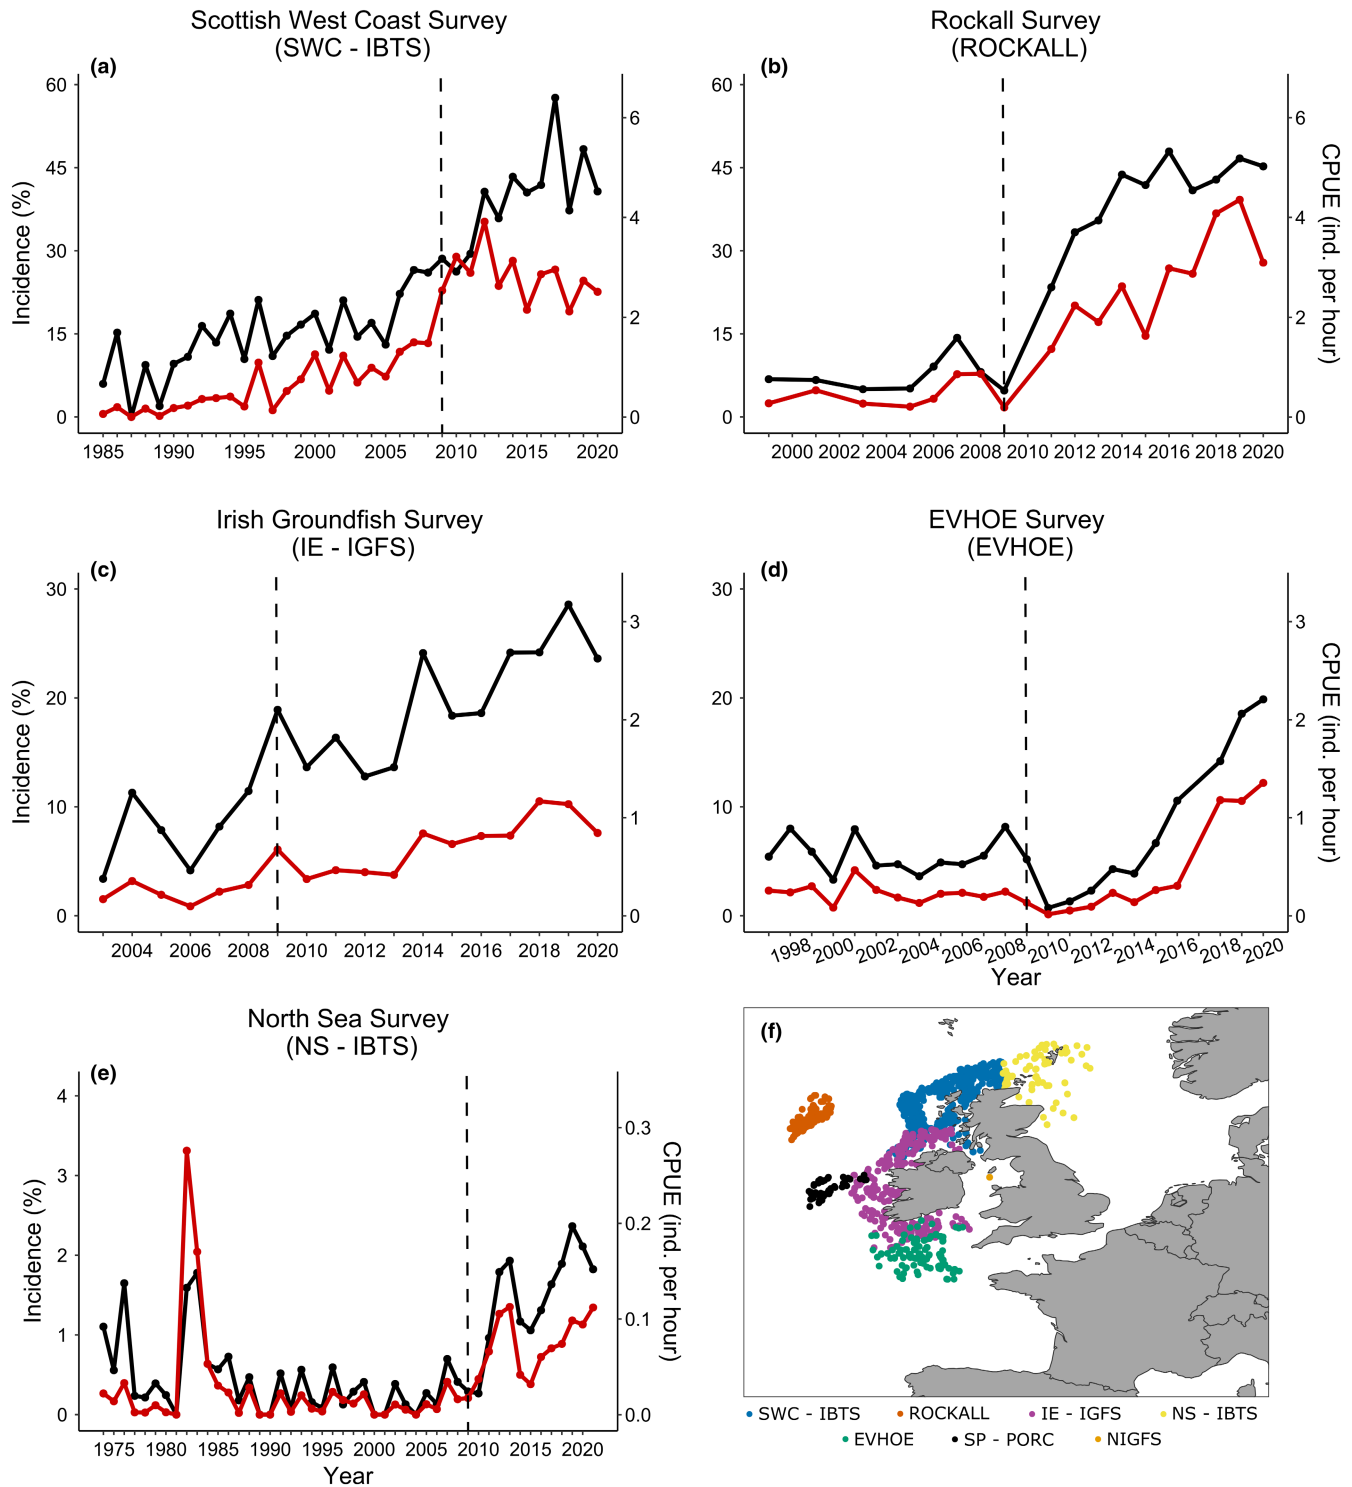 Scottish West Coast Survey
(SWC - IBTS)
(a)
Incidence (%)
60
45
30
15
0
6
4
2
0
1985 1990 1995 2000 2005 2010 2015 2020
Rockall Survey
(ROCKALL)
(b)
60
45
30
15
0
6
4
2
0
CPUE (ind. per hour)
2000 2002 2004 2006 2008 2010 2012 2014 2016 2018 2020
Irish Groundfish Survey
(IE - IGFS)
(c)
Incidence (%)
30
20
10
0
3
2
1
0
2004 2006 2008 2010 2012 2014 2016 2018 2020
EVHOE Survey
(EVHOE)
(d)
30
20
10
0
3
2
1
0
CPUE (ind. per hour)
1998 2000 2002 2004 2006 2008 2010 2012 2014 2016 2018 2020
Year
North Sea Survey
(NS - IBTS)
(e)
Incidence (%)
4
3
2
1
0
0.3
0.2
0.1
0.0
CPUE (ind. per hour)
1975 1980 1985 1990 1995 2000 2005 2010 2015 2020
Year
(f)
SWC - IBTS ROCKALL IE - IGFS NS - IBTS
EVHOE SP - PORC NIGFS